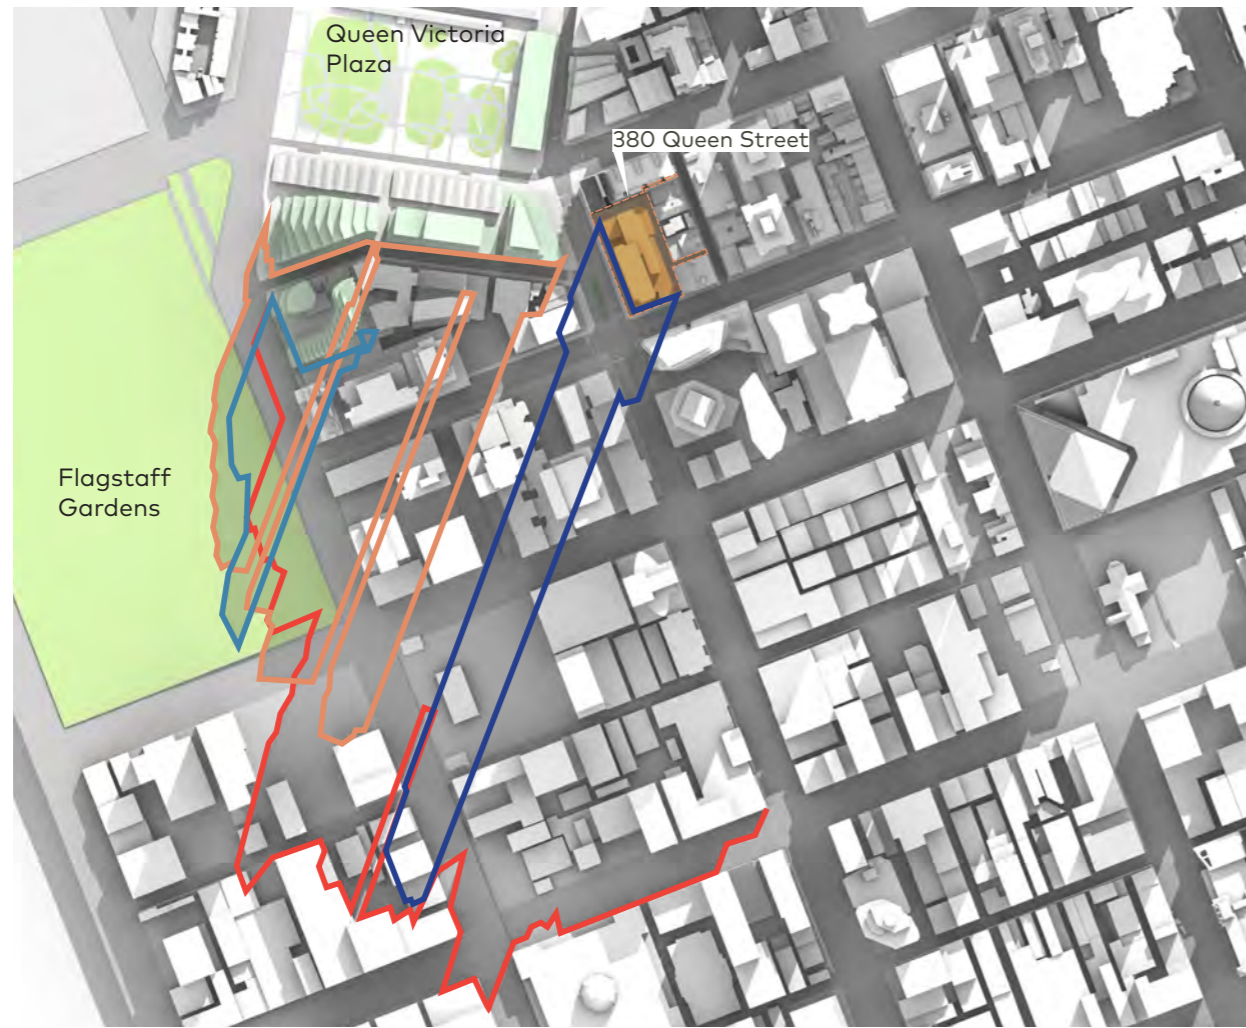 Queen Victoria
Plaza
380 Queen Street
Flagstaff
Gardens